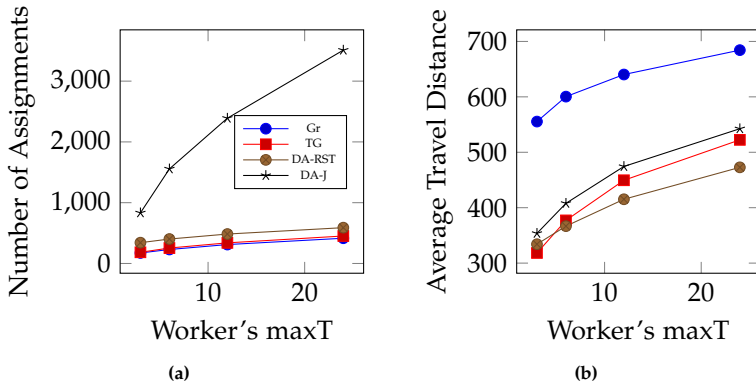 Number of Assignments
3,000
2,000
1,000
0
Gr
TG
DA-RST
DA-J
10
20
Worker's maxT
(a)
Average Travel Distance
700
600
500
400
300
10
20
Worker's maxT
(b)